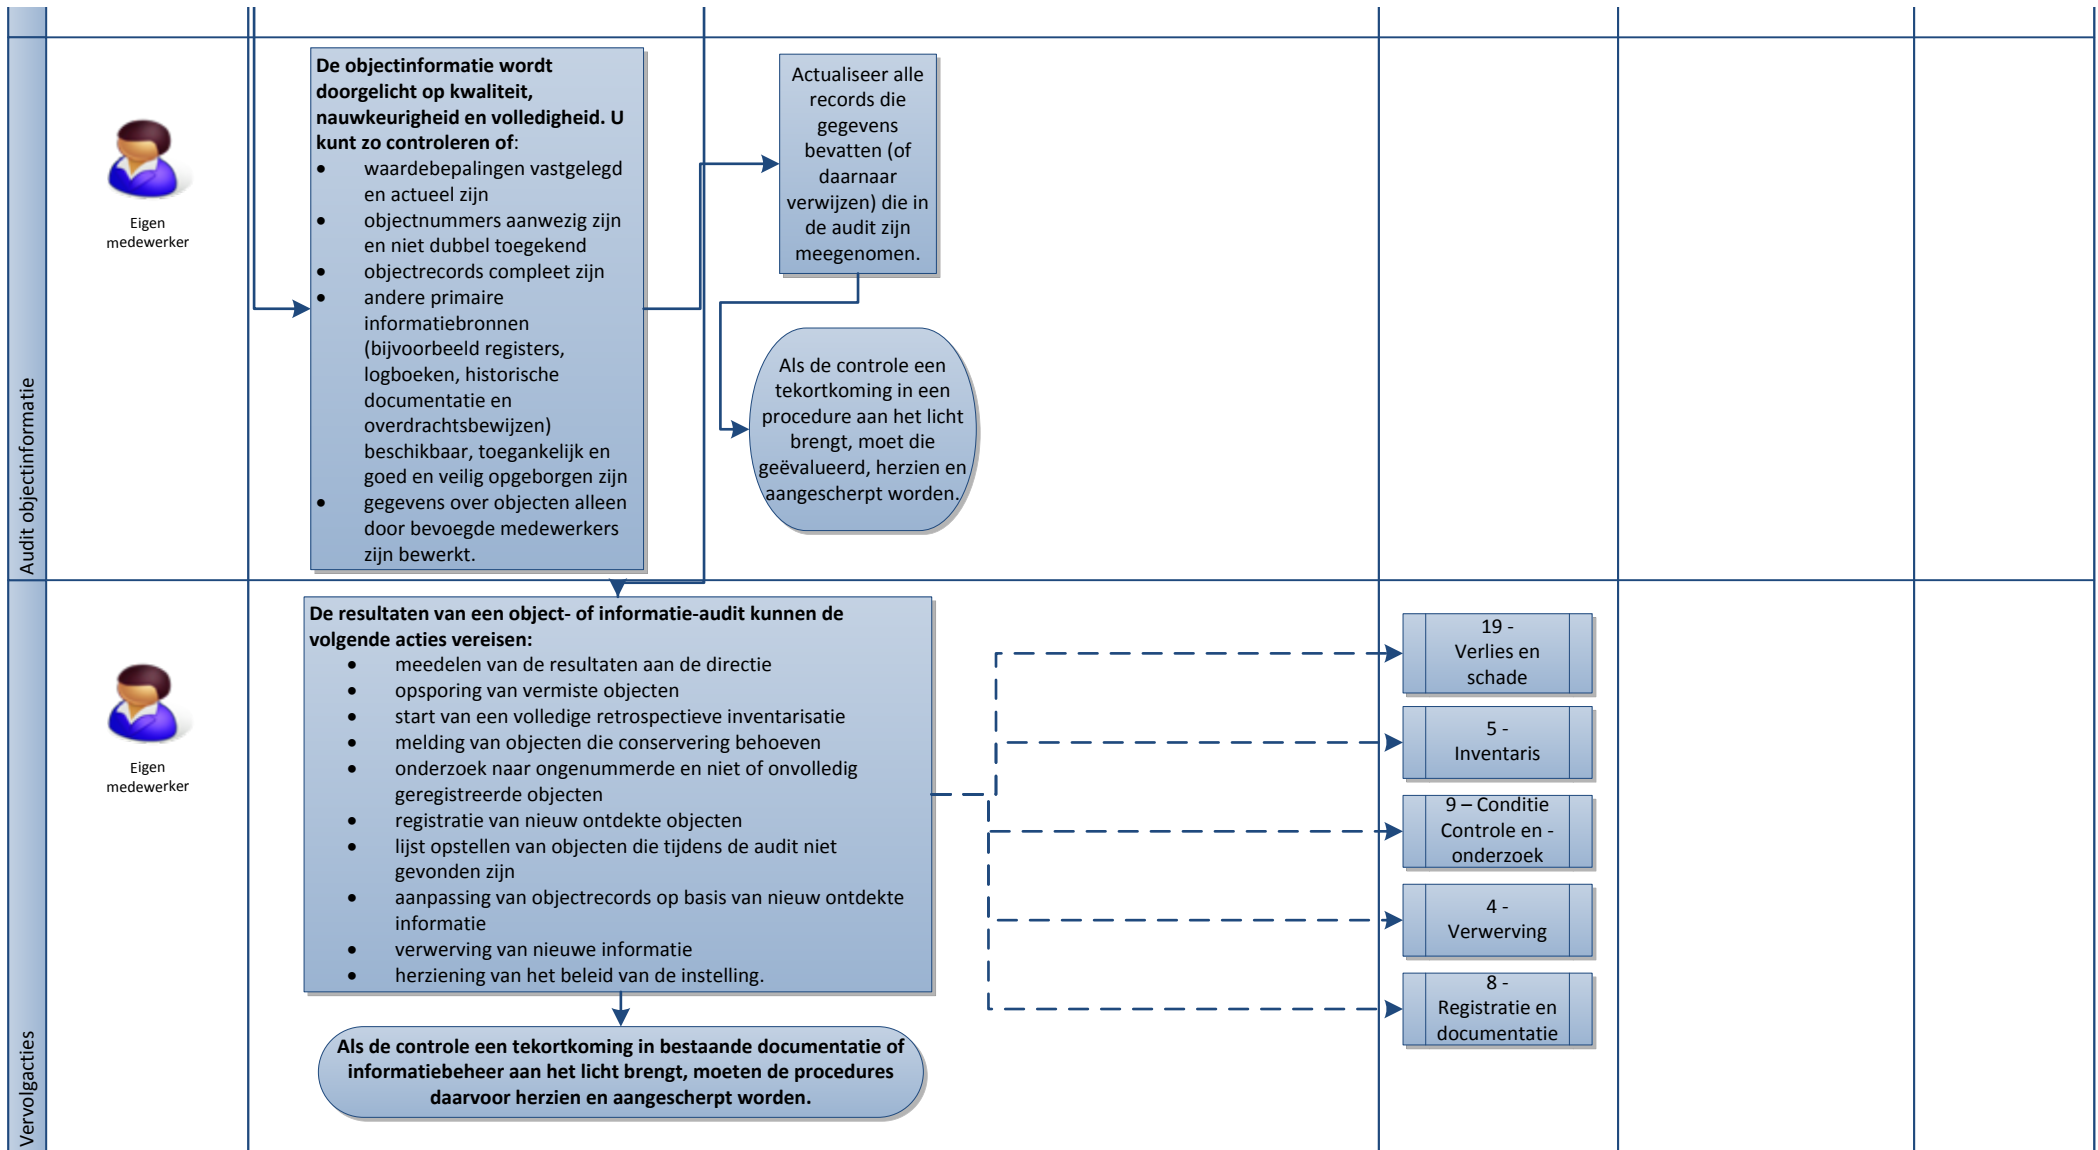 Audit objectinformatie
Eigen
medewerker
De objectinformatie wordt
doorgelicht op kwaliteit,
nauwkeurigheid en volledigheid. U
kunt zo controleren of:
• waardebepalingen vastgelegd
en actueel zijn
• objectnummers aanwezig zijn
en niet dubbel toegekend
• objectrecords compleet zijn
• andere primaire
informatiebronnen
(bijvoorbeeld registers,
logboeken, historische
documentatie en
overdrachtsbewijzen)
beschikbaar, toegankelijk en
goed en veilig opgeborgen zijn
• gegevens over objecten alleen
door bevoegde medewerkers
zijn bewerkt.
Actualiseer alle
records die
gegevens
bevatten (of
daarnaar
verwijzen) die in
de audit zijn
meegenomen.
Als de controle een
tekortkoming in een
procedure aan het licht
brengt, moet die
geëvalueerd, herzien en
aangescherpt worden.
Vervolgacties
Eigen
medewerker
De resultaten van een object- of informatie-audit kunnen de
volgende acties vereisen:
• meedelen van de resultaten aan de directie
• opsporing van vermiste objecten
• start van een volledige retrospectieve inventarisatie
• melding van objecten die conservering behoeven
• onderzoek naar ongenummerde en niet of onvolledig
geregistreerde objecten
• registratie van nieuw ontdekte objecten
• lijst opstellen van objecten die tijdens de audit niet
gevonden zijn
• aanpassing van objectrecords op basis van nieuw ontdekte
informatie
• verwerving van nieuwe informatie
• herziening van het beleid van de instelling.
Als de controle een tekortkoming in bestaande documentatie of
informatiebeheer aan het licht brengt, moeten de procedures
daarvoor herzien en aangescherpt worden.
19 -
Verlies en
schade
5 -
Inventaris
9 – Conditie
Controle en -
onderzoek
4 -
Verwerving
8 -
Registratie en
documentatie